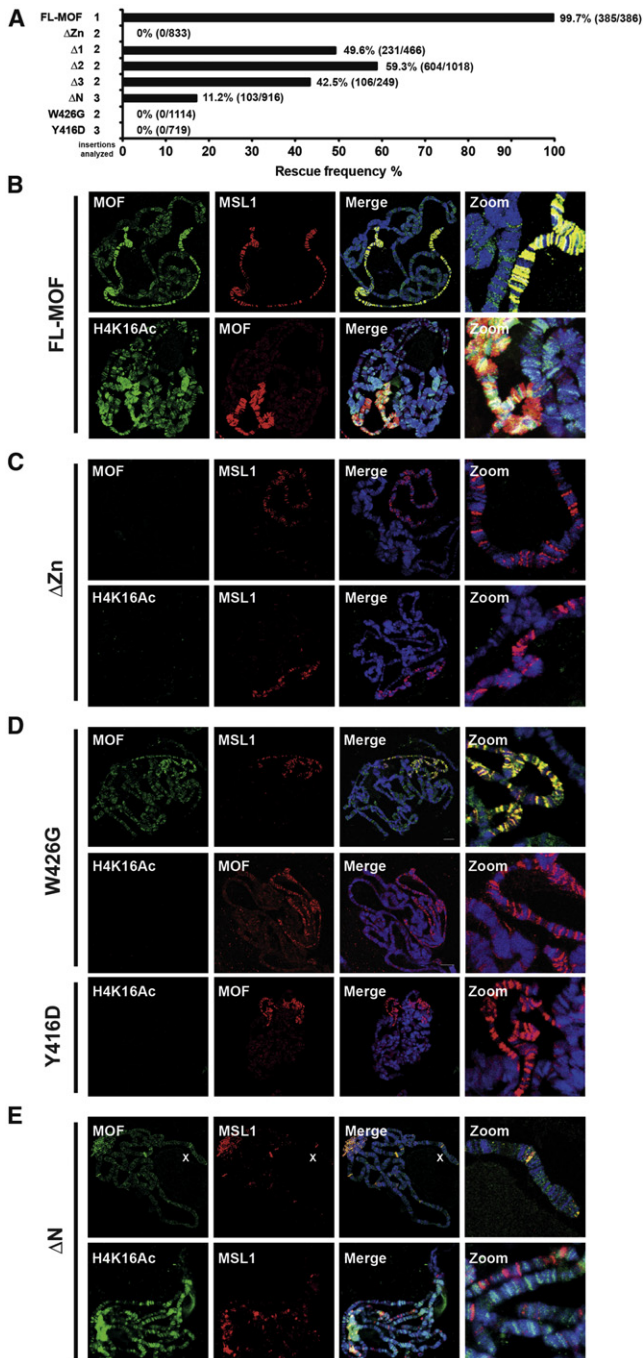 A
FL-MOF 1 99.7% (385/386)
ΔZn 2 0% (0/833)
Δ1 2 49.6% (231/466)
Δ2 2 59.3% (604/1018)
Δ3 2 42.5% (106/249)
ΔN 3 11.2% (103/916)
W426G 2 0% (0/1114)
Y416D 3 0% (0/719)
insertions
analyzed
0 10 20 30 40 50 60 70 80 90 100
Rescue frequency %
B
FL-MOF
MOF MSL1 Merge Zoom
H4K16Ac MOF Merge Zoom
C
ΔZn
MOF MSL1 Merge Zoom
H4K16Ac MSL1 Merge Zoom
D
W426G
MOF MSL1 Merge Zoom
H4K16Ac MOF Merge Zoom
Y416D
H4K16Ac MOF Merge Zoom
E
ΔN
MOF MSL1 Merge Zoom
X X X
H4K16Ac MSL1 Merge Zoom